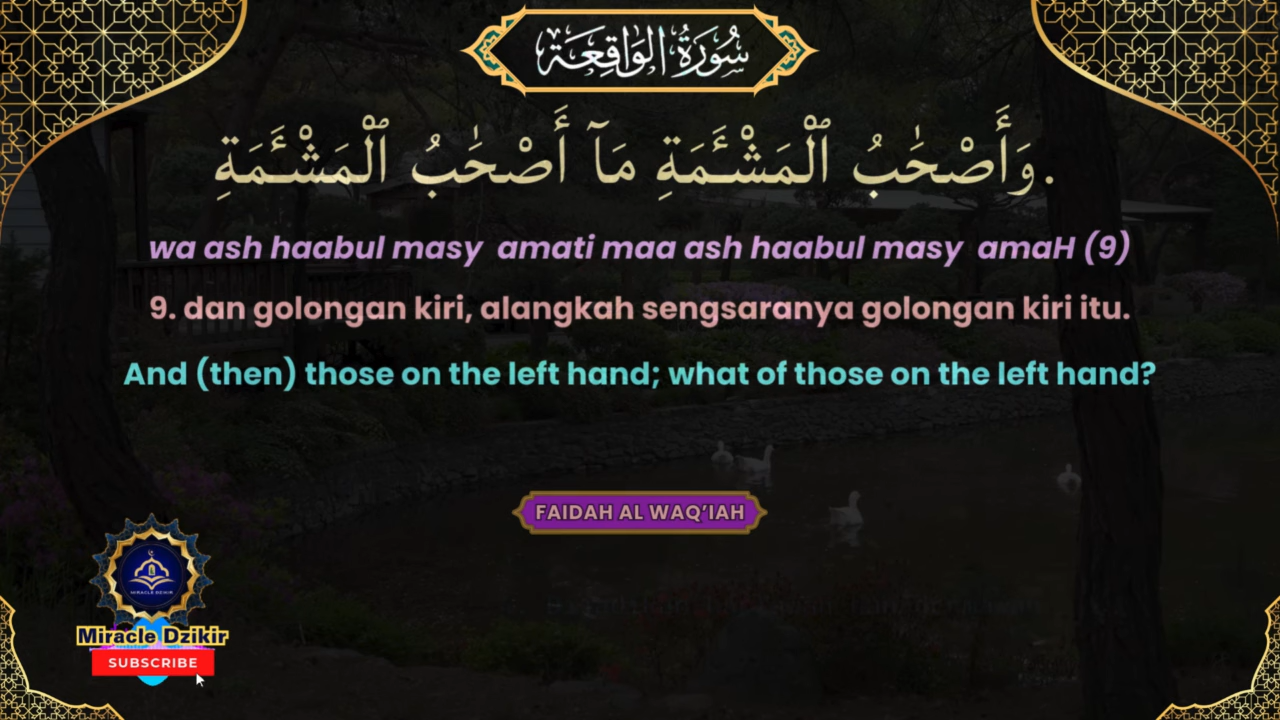 سُورَةُ الوَاقِعَة
وَأَصْحَٰبُ ٱلْمَشْـَٔمَةِ مَآ أَصْحَٰبُ ٱلْمَشْـَٔمَةِ.
wa ash haabul masy amati maa ash haabul masy amaH (9)
9. dan golongan kiri, alangkah sengsaranya golongan kiri itu.
And (then) those on the left hand; what of those on the left hand?
FAIDAH AL WAQ’IAH
MIRACLE DZIKIR
Miracle Dzikir
SUBSCRIBE